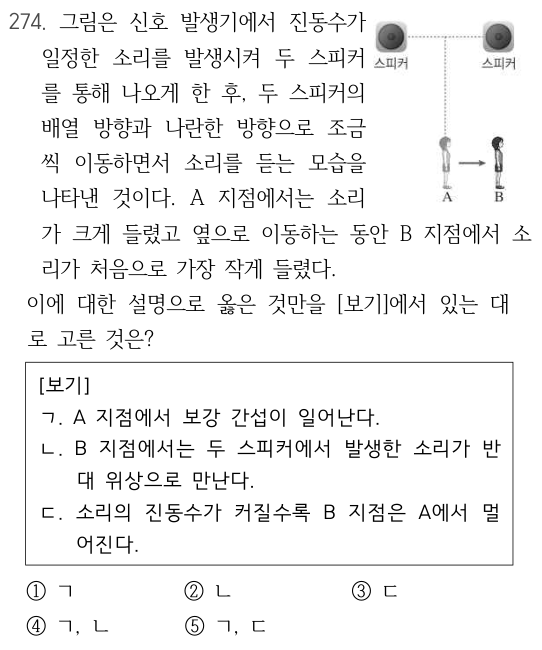 274. 그림은 신호 발생기에서 진동수가
일정한 소리를 발생시켜 두 스피커
를 통해 나오게 한 후, 두 스피커의
배열 방향과 나란한 방향으로 조금
씩 이동하면서 소리를 듣는 모습을
나타낸 것이다. A 지점에서는 소리
가 크게 들렸고 옆으로 이동하는 동안 B 지점에서 소
리가 처음으로 가장 작게 들렸다.
스피커 스피커
A B
이에 대한 설명으로 옳은 것만을 [보기]에서 있는 대
로 고른 것은?
[보기]
ㄱ. A 지점에서 보강 간섭이 일어난다.
ㄴ. B 지점에서는 두 스피커에서 발생한 소리가 반
대 위상으로 만난다.
ㄷ. 소리의 진동수가 커질수록 B 지점은 A에서 멀
어진다.
① ㄱ ② ㄴ ③ ㄷ
④ ㄱ, ㄴ ⑤ ㄱ, ㄷ